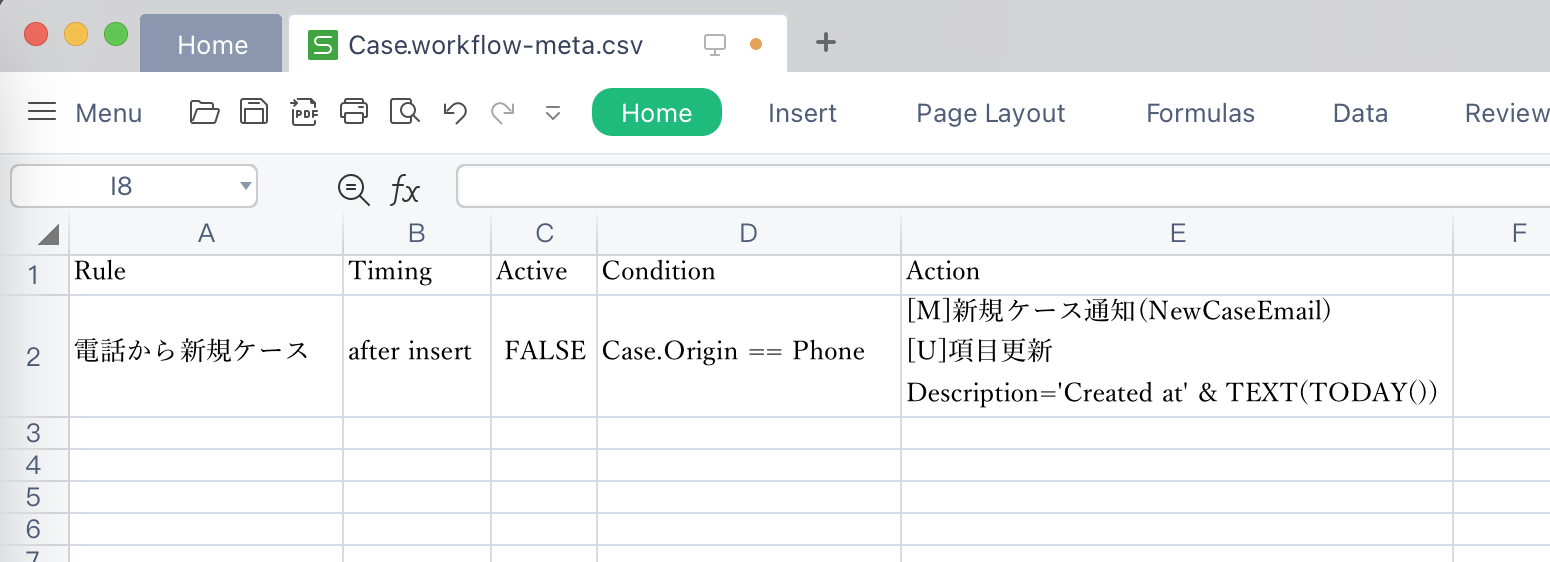 Home
Case.workflow-meta.csv
Menu
PDF
Home Insert Page Layout Formulas Data Review
I8
fx
A B C D E F
1 Rule Timing Active Condition Action
2 電話から新規ケース after insert FALSE Case.Origin == Phone [M]新規ケース通知(NewCaseEmail)
[U]項目更新
Description='Created at' & TEXT(TODAY())
3
4
5
6
7